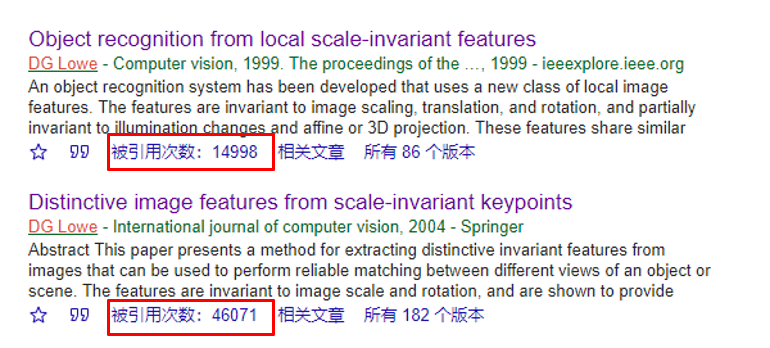 Object recognition from local scale-invariant features
DG Lowe - Computer vision, 1999. The proceedings of the …, 1999 - ieeexplore.ieee.org
An object recognition system has been developed that uses a new class of local image
features. The features are invariant to image scaling, translation, and rotation, and partially
invariant to illumination changes and affine or 3D projection. These features share similar
被引用次数：14998 相关文章 所有 86 个版本
Distinctive image features from scale-invariant keypoints
DG Lowe - International journal of computer vision, 2004 - Springer
Abstract This paper presents a method for extracting distinctive invariant features from
images that can be used to perform reliable matching between different views of an object or
scene. The features are invariant to image scale and rotation, and are shown to provide
被引用次数：46071 相关文章 所有 182 个版本